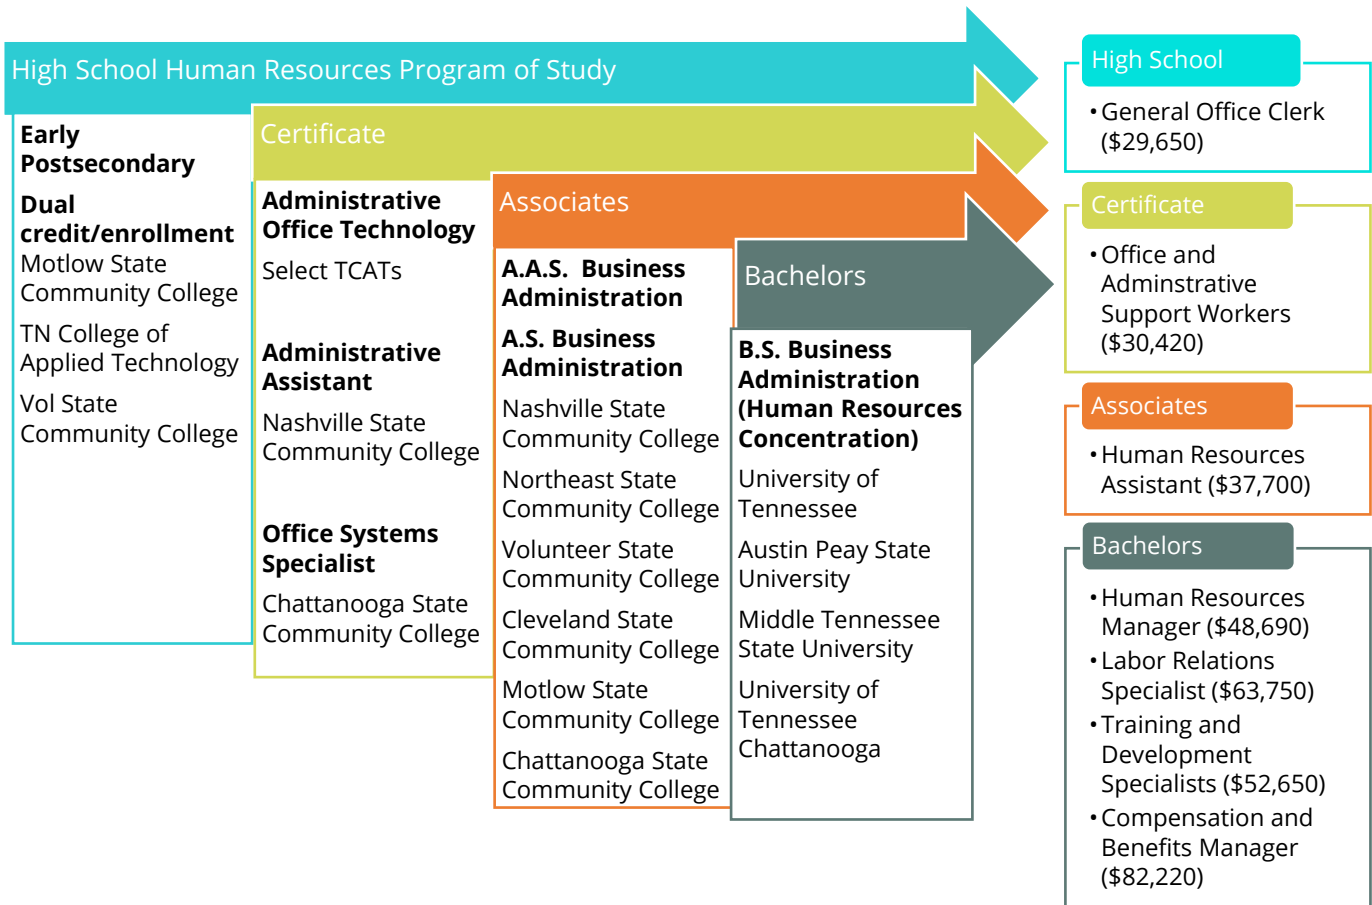 High School Human Resources Program of Study
Early
Postsecondary
Dual
credit/enrollment
Motlow State
Community College
TN College of
Applied Technology
Vol State
Community College
Certificate
Administrative
Office Technology
Select TCATs
Administrative
Assistant
Nashville State
Community College
Office Systems
Specialist
Chattanooga State
Community College
Associates
A.A.S. Business
Administration
A.S. Business
Administration
Nashville State
Community College
Northeast State
Community College
Volunteer State
Community College
Cleveland State
Community College
Motlow State
Community College
Chattanooga State
Community College
Bachelors
B.S. Business
Administration
(Human Resources
Concentration)
University of
Tennessee
Austin Peay State
University
Middle Tennessee
State University
University of
Tennessee
Chattanooga
High School
•General Office Clerk
($29,650)
Certificate
•Office and
Adminstrative
Support Workers
($30,420)
Associates
•Human Resources
Assistant ($37,700)
Bachelors
•Human Resources
Manager ($48,690)
•Labor Relations
Specialist ($63,750)
•Training and
Development
Specialists ($52,650)
•Compensation and
Benefits Manager
($82,220)